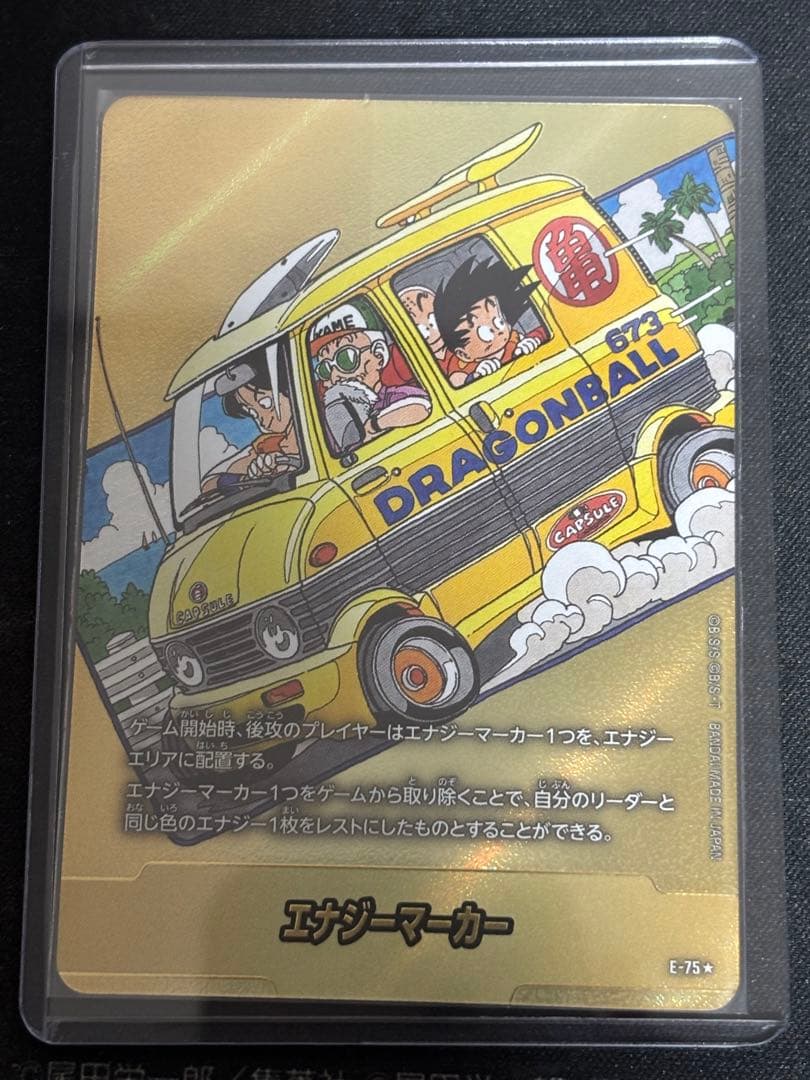 KAME
亀
673
DRAGONBALL
CAPSULE
CAPSULE
ゲーム開始時、後攻のプレイヤーはエナジーマーカー1つを、エナジー
エリアに配置する。
エナジーマーカー1つをゲームから取り除くことで、自分のリーダーと
同じ色のエナジー1枚をレストにしたものとすることができる。
©B/S/S ©B/S・T BANDAI MADE IN JAPAN
エナジーマーカー
E-75★